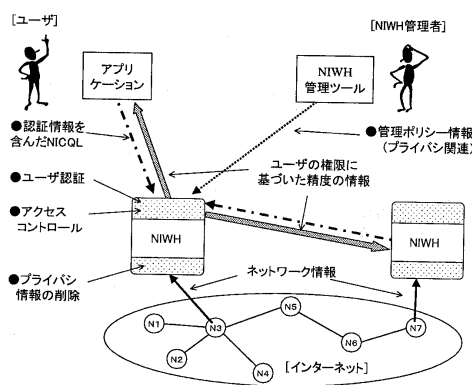 [ユーザ]
[NIWH管理者]
アプリ
ケーション
NIWH
管理ツール
●認証情報を
含んだNICQL
●管理ポリシー情報
(プライバシ関連)
ユーザの権限に
基づいた精度の情報
●ユーザ認証
●アクセス
コントロール
NIWH
NIWH
●プライバシ
情報の削除
ネットワーク情報
N1
N2
N3
N4
N5
N6
N7
[インターネット]